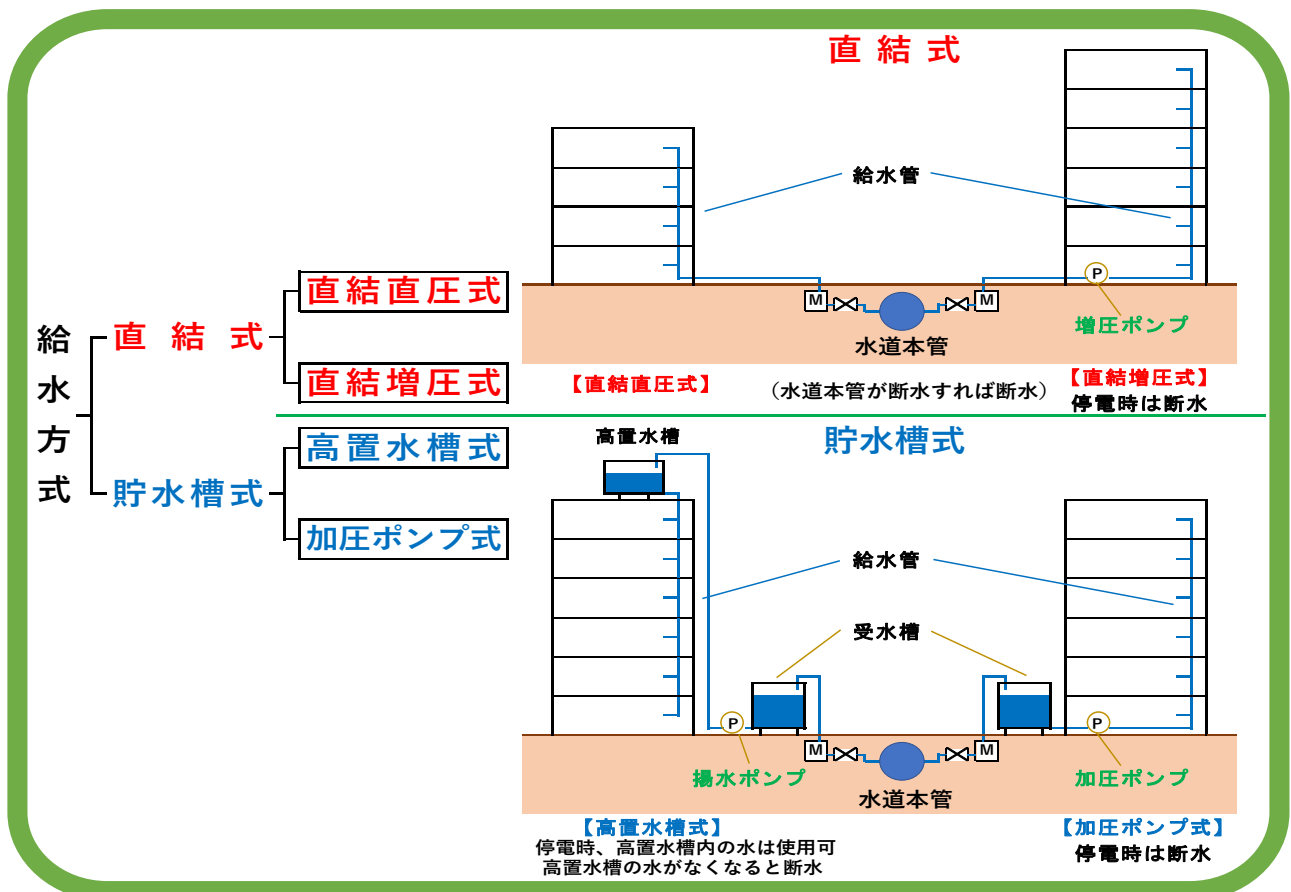 給水方式
直結式
直結直圧式
直結増圧式
貯水槽式
高置水槽式
加圧ポンプ式
直結式
給水管
P
M
M
増圧ポンプ
水道本管
【直結直圧式】
（水道本管が断水すれば断水）
【直結増圧式】
停電時は断水
貯水槽式
高置水槽
給水管
受水槽
P
P
M
M
揚水ポンプ
加圧ポンプ
水道本管
【高置水槽式】
停電時、高置水槽内の水は使用可
高置水槽の水がなくなると断水
【加圧ポンプ式】
停電時は断水